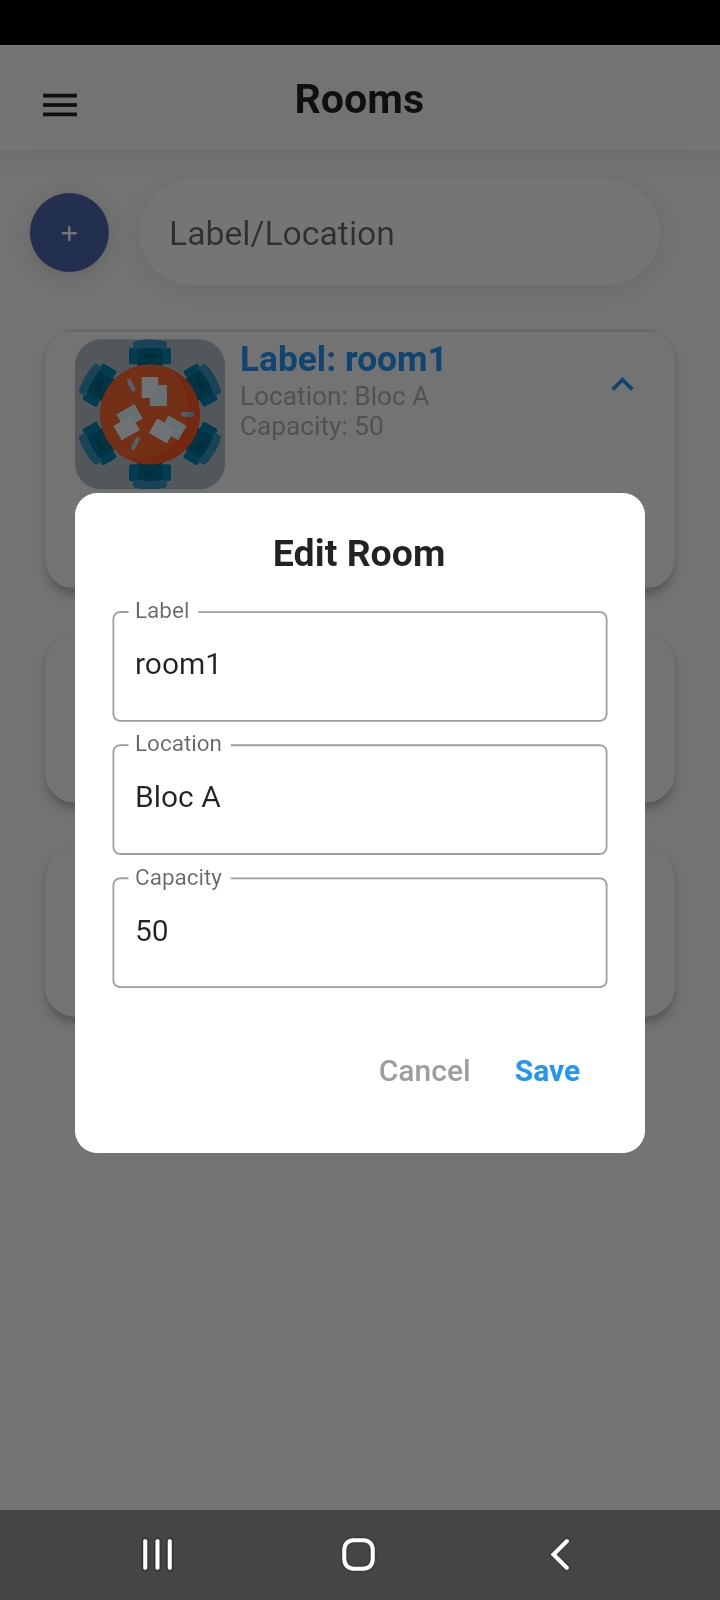 Rooms
+
Label/Location
Label: room1
Location: Bloc A
Capacity: 50
Edit Room
Label
room1
Location
Bloc A
Capacity
50
Cancel Save